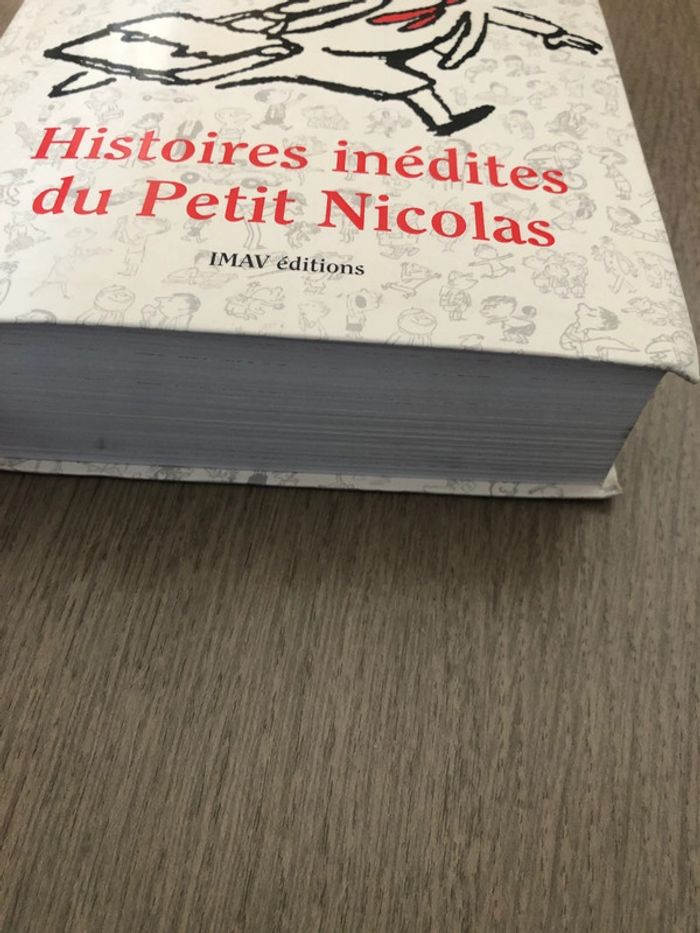 Histoires inédites
du Petit Nicolas
IMAV éditions